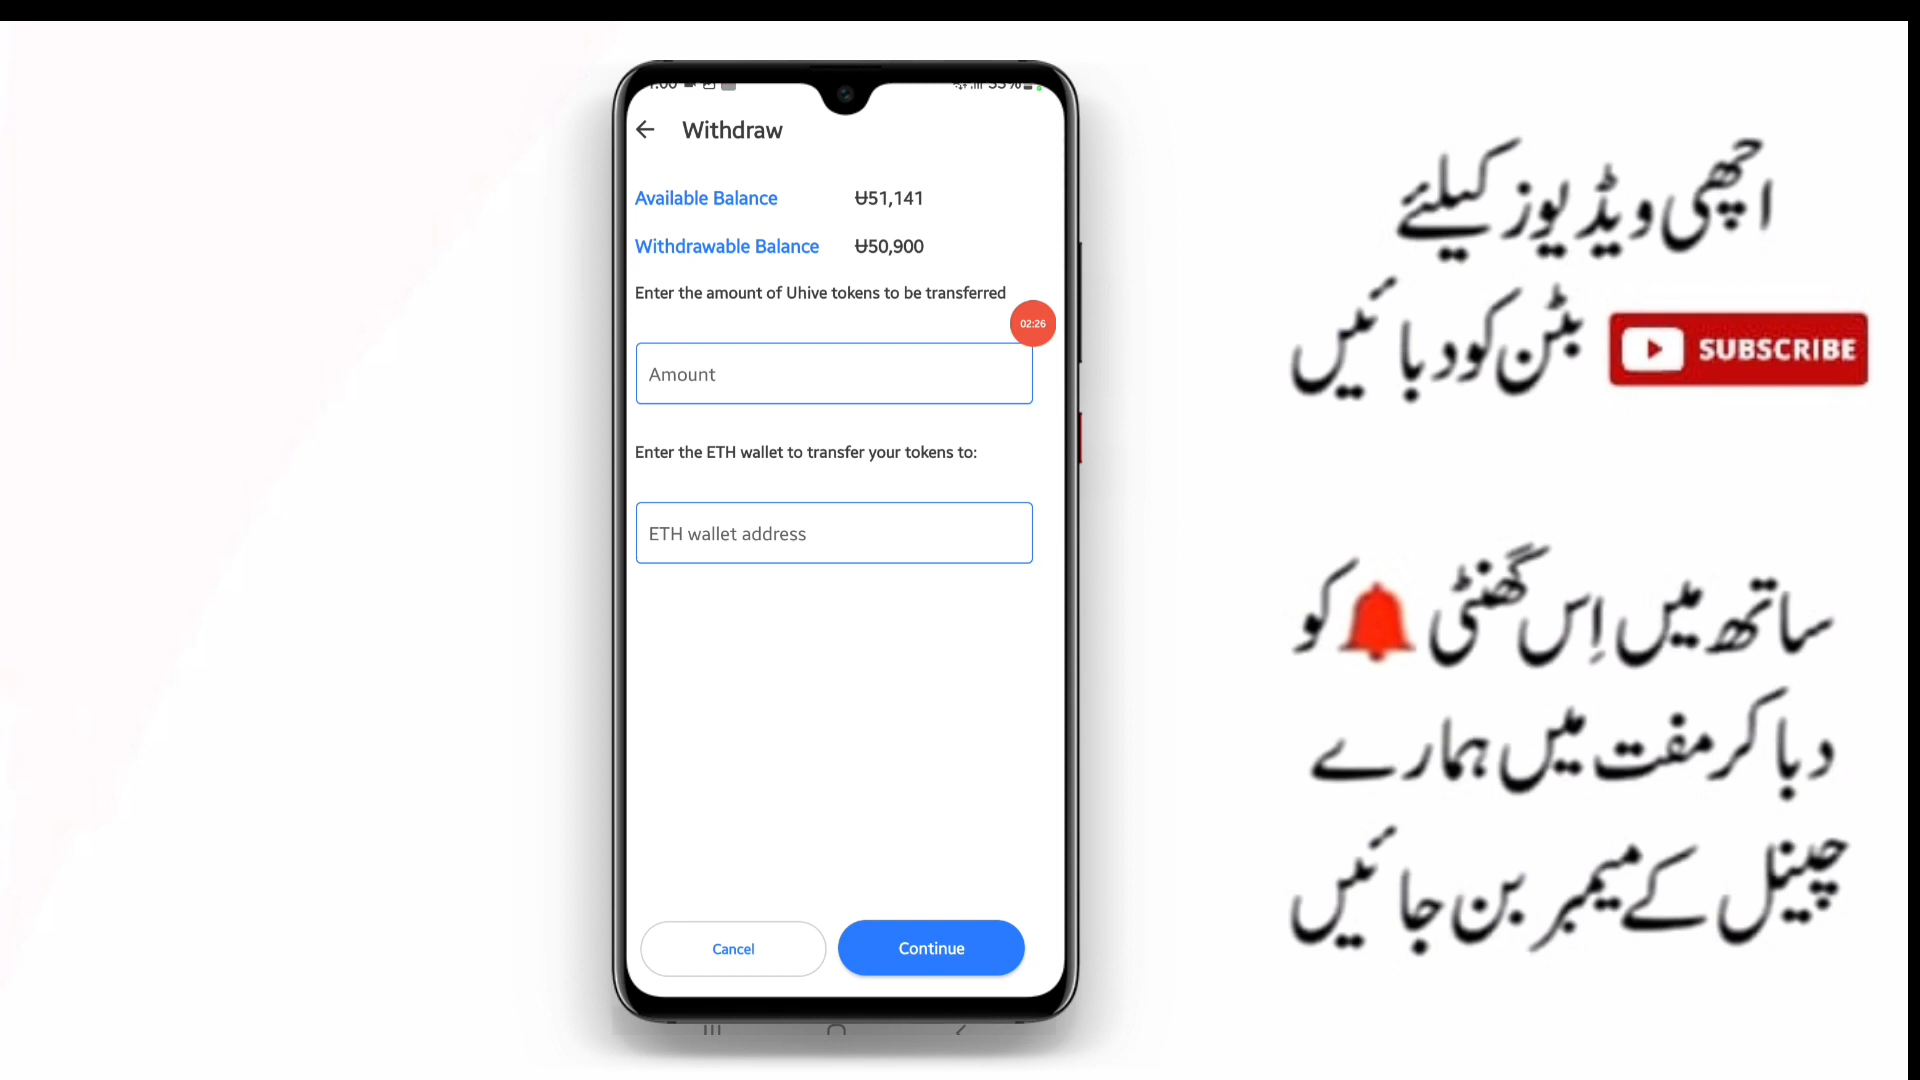 Withdraw
Available Balance Ʉ51,141
Withdrawable Balance Ʉ50,900
Enter the amount of Uhive tokens to be transferred
02:26
Amount
Enter the ETH wallet to transfer your tokens to:
ETH wallet address
Cancel Continue
اچھی ویڈیوز کیلئے
بٹن کو دبائیں SUBSCRIBE
ساتھ میں اِس گھنٹی کو
دبا کر مفت میں ہمارے
چینل کے میمبر بن جائیں